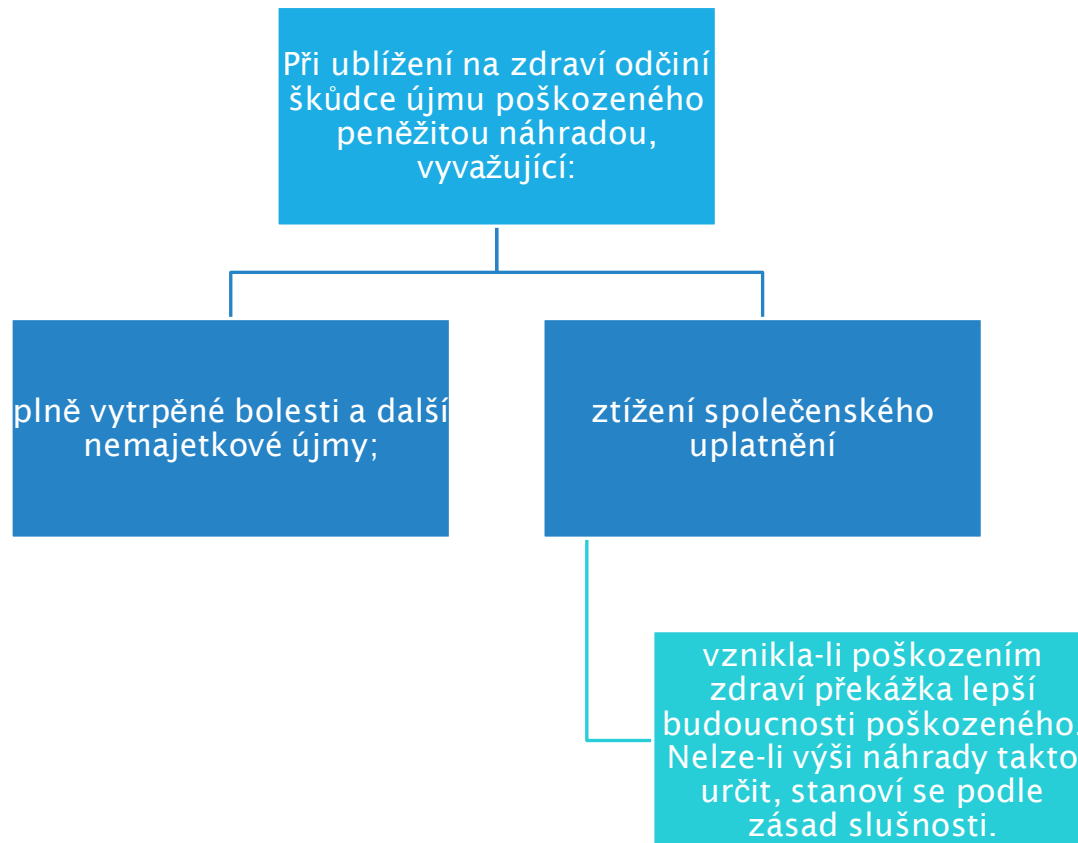 Při ublížení na zdraví odčiní
škůdce újmu poškozeného
peněžitou náhradou,
vyvažující:
plně vytrpěné bolesti a další
nemajetkové újmy;
ztížení společenského
uplatnění
vznikla-li poškozením
zdraví překážka lepší
budoucnosti poškozeného.
Nelze-li výši náhrady takto
určit, stanoví se podle
zásad slušnosti.